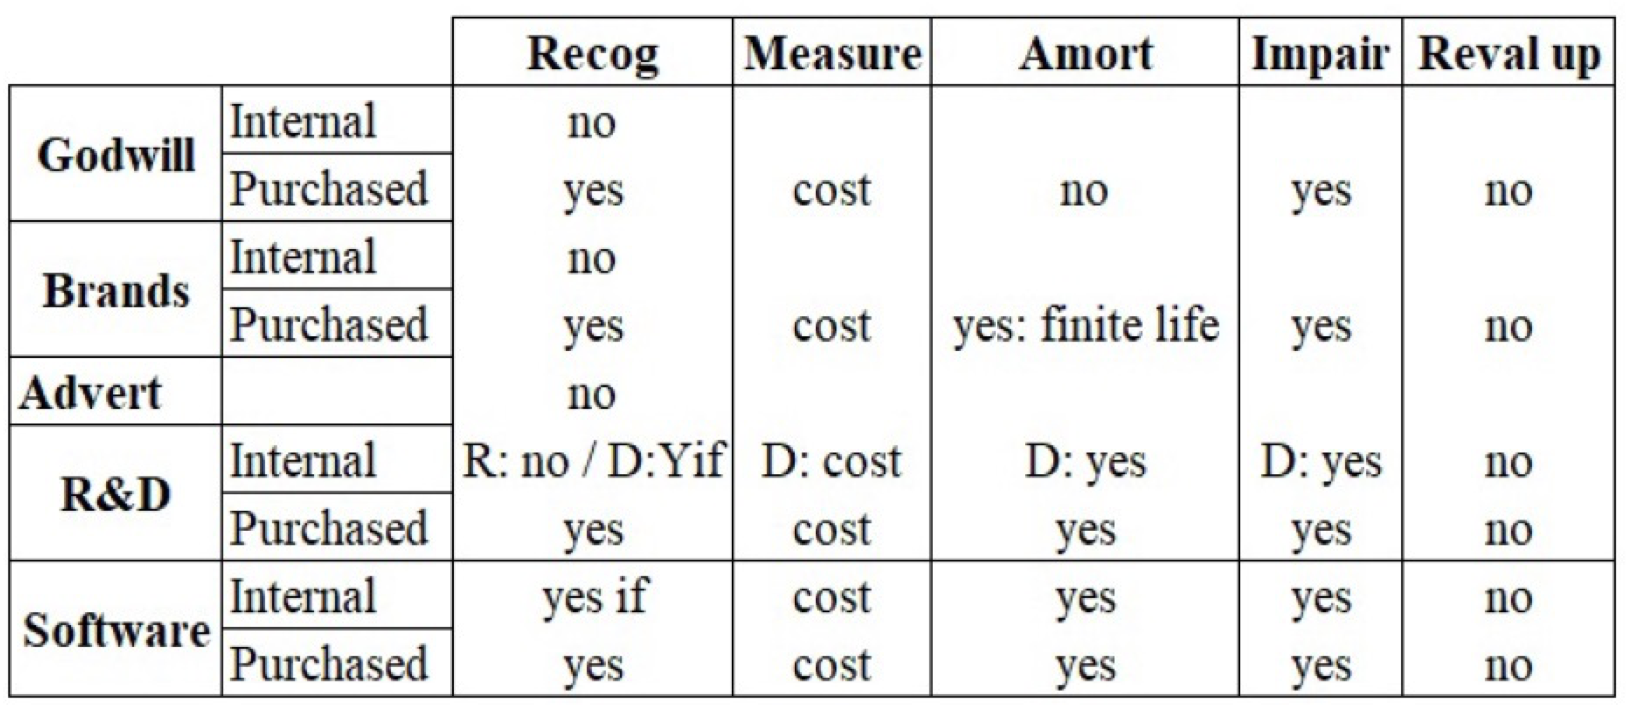 Recog Measure Amort Impair Reval up
Godwill Internal no
Purchased yes cost no yes no
Brands Internal no
Purchased yes cost yes: finite life yes no
Advert no
R&D Internal R: no / D:Yif D: cost D: yes D: yes no
Purchased yes cost yes yes no
Software Internal yes if cost yes yes no
Purchased yes cost yes yes no